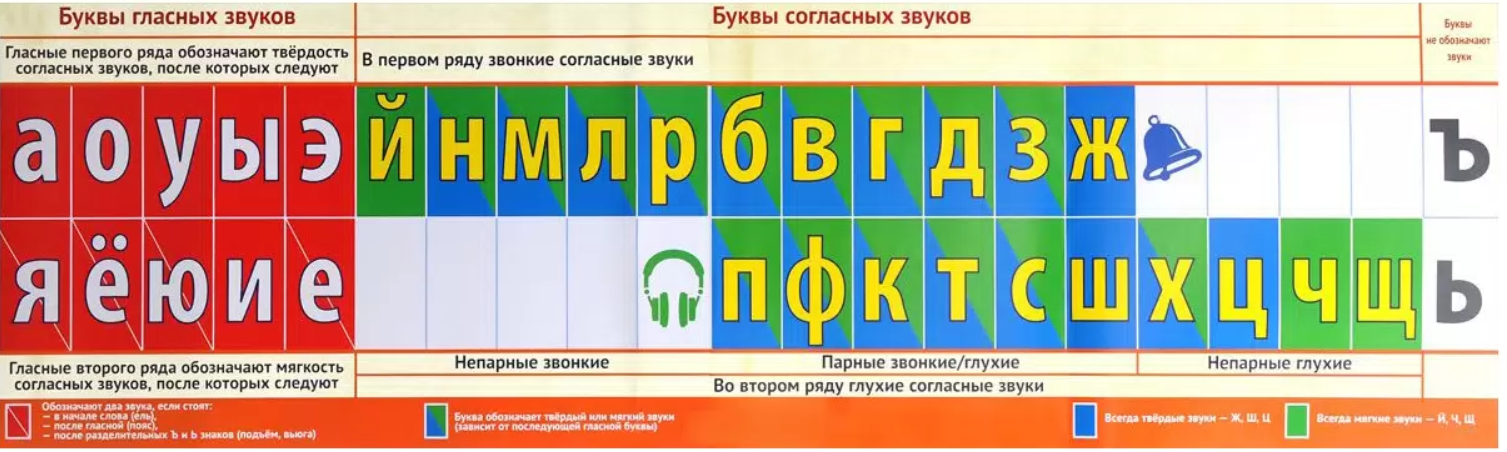 Буквы гласных звуков
Буквы согласных звуков
Буквы
не обозначают
звуки
Гласные первого ряда обозначают твёрдость
согласных звуков, после которых следуют
В первом ряду звонкие согласные звуки
а о у ы э й н м л р б в г д з ж ъ
я ё ю и е п ф к т с ш х ц ч щ ь
Гласные второго ряда обозначают мягкость
согласных звуков, после которых следуют
Непарные звонкие
Парные звонкие/глухие
Непарные глухие
Во втором ряду глухие согласные звуки
Обозначают два звука, если стоят:
— в начале слова (ель),
— после гласной (пояс),
— после разделительных Ъ и Ь знаков (подъём, вьюга)
Буква обозначает твёрдый или мягкий звуки
(зависит от последующей гласной буквы)
Всегда твёрдые звуки — Ж, Ш, Ц
Всегда мягкие звуки — Й, Ч, Щ